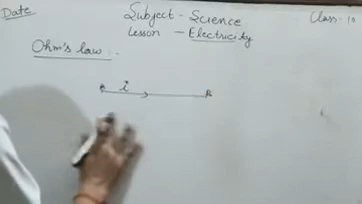 Date
Subject - Science
Class - 10
Lesson - Electricity
Ohm's law :-
A i B